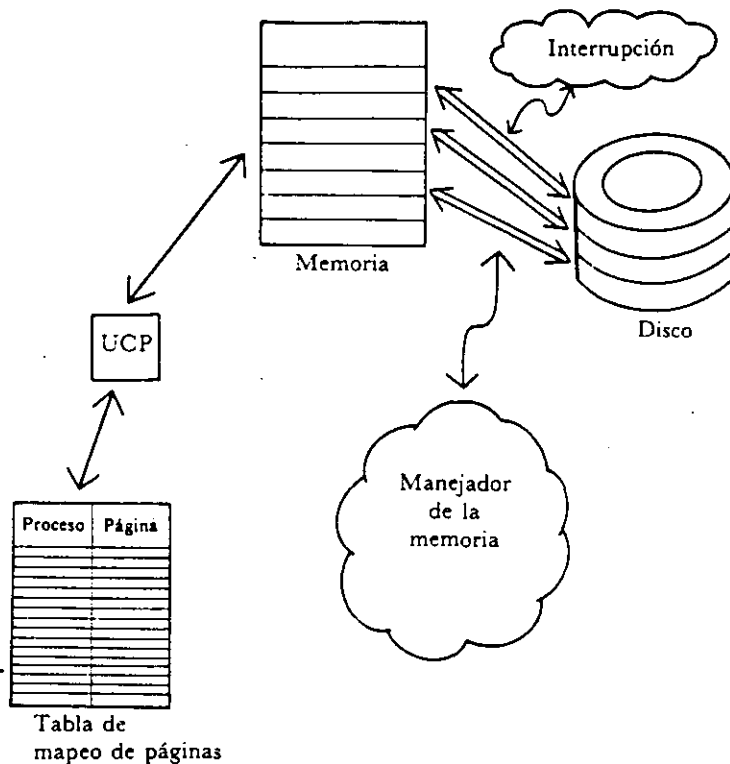 Interrupción
Memoria
Disco
UCP
Manejador
de la
memoria
Proceso Página
Tabla de
mapeo de páginas